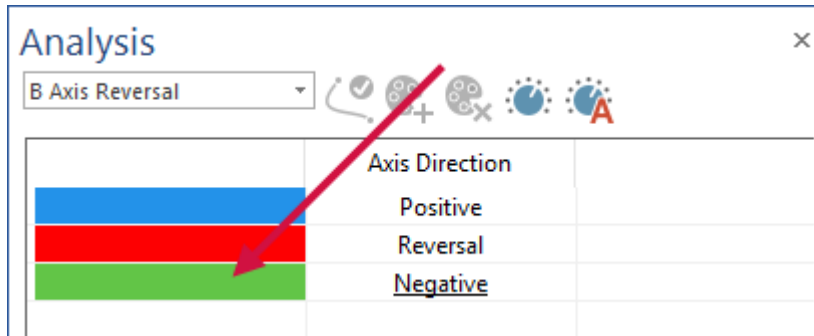 Analysis
B Axis Reversal
A
Axis Direction
Positive
Reversal
Negative